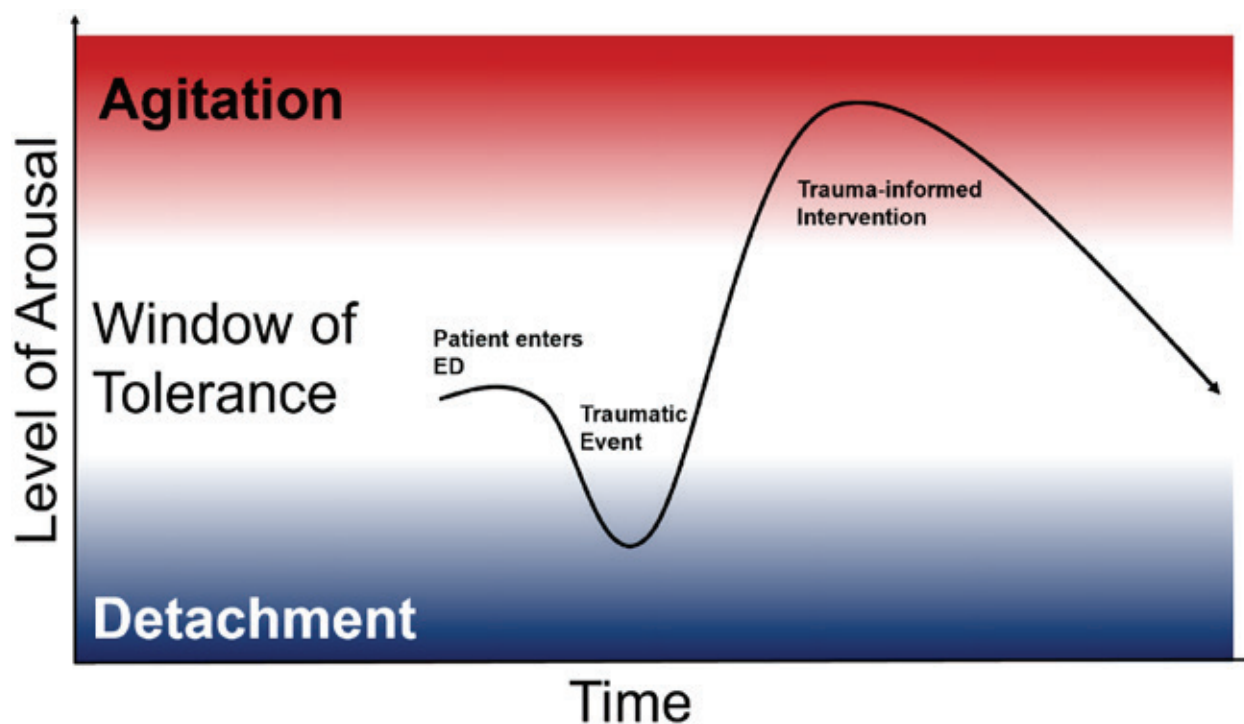 Agitation
Level of Arousal
Trauma-informed
Intervention
Window of
Tolerance
Patient enters
ED
Traumatic
Event
Detachment
Time